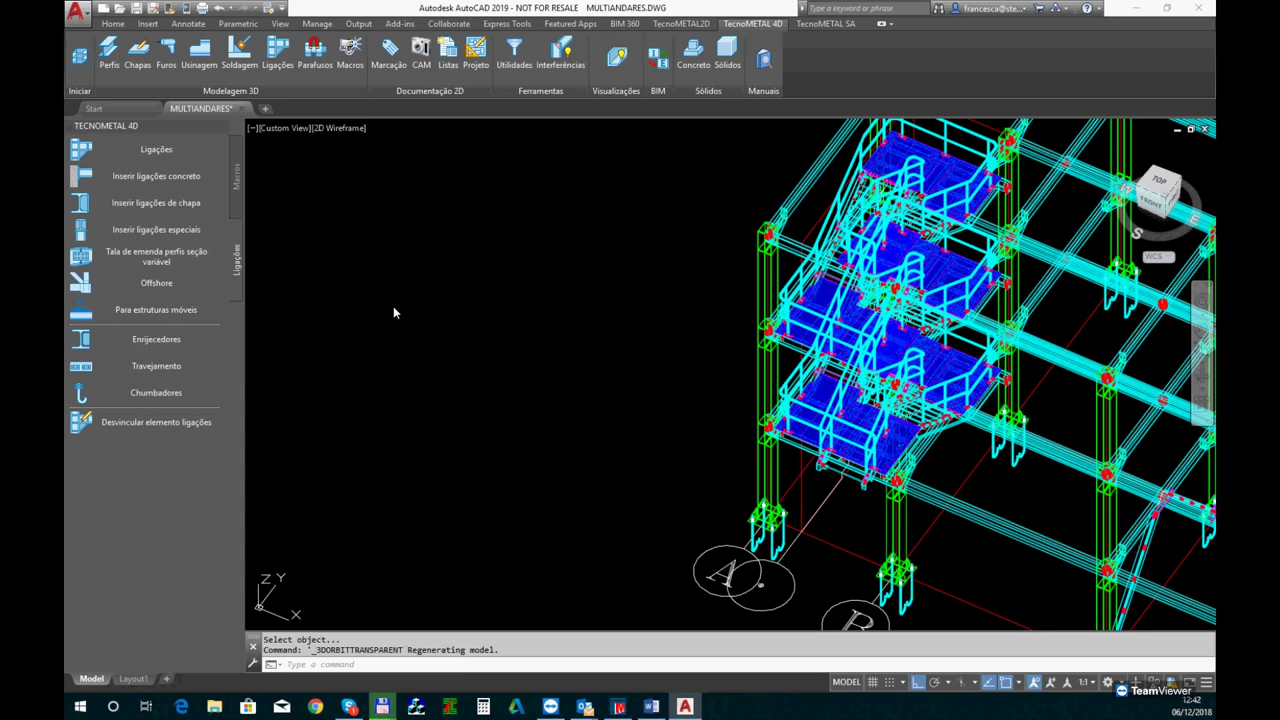 Autodesk AutoCAD 2019 - NOT FOR RESALE MULTIANDARES.DWG
Type a keyword or phrase
francesca@ste...
Home Insert Annotate Parametric View Manage Output Add-ins Collaborate Express Tools Featured Apps BIM 360 TecnoMETAL2D TecnoMETAL 4D TecnoMETAL SA
Perfis Chapas Furos Usinagem Soldagem Ligações Parafusos Macros Marcação CAM Listas Projeto Utilidades Interferências Concreto Sólidos
Iniciar Modelagem 3D Documentação 2D Ferramentas Visualizações BIM Sólidos Manuais
Start MULTIANDARES*
TECNOMETAL 4D
[−][Custom View][2D Wireframe]
Ligações
Macros
Inserir ligações concreto
Inserir ligações de chapa
Inserir ligações especiais
Ligações
Tala de emenda perfis seção
variável
Offshore
Para estruturas móveis
Enrijecedores
Travejamento
Chumbadores
Desvincular elemento ligações
TOP
FRONT
W
E
S
WCS
A
B
Z Y
X
Select object...
Command: '_3DORBITTRANSPARENT Regenerating model.
Type a command
Model Layout1
MODEL
1:1
TeamViewer
12:42
06/12/2018